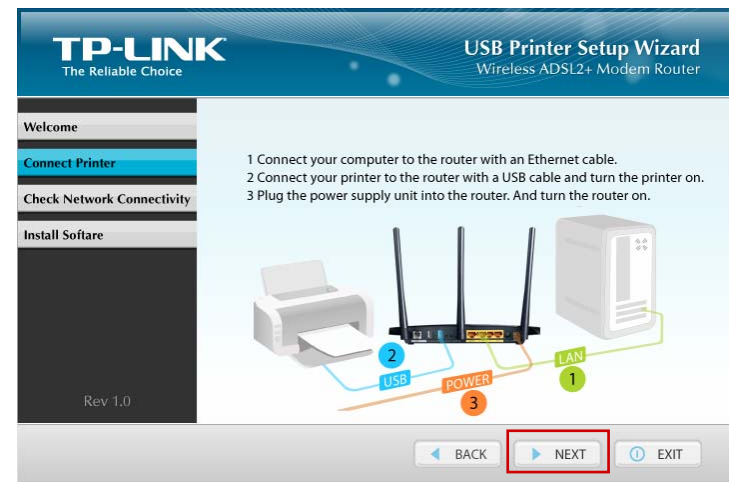 TP-LINK
The Reliable Choice
USB Printer Setup Wizard
Wireless ADSL2+ Modem Router
Welcome
Connect Printer
Check Network Connectivity
Install Softare
Rev 1.0
1 Connect your computer to the router with an Ethernet cable.
2 Connect your printer to the router with a USB cable and turn the printer on.
3 Plug the power supply unit into the router. And turn the router on.
2
USB
POWER
3
LAN
1
BACK
NEXT
EXIT